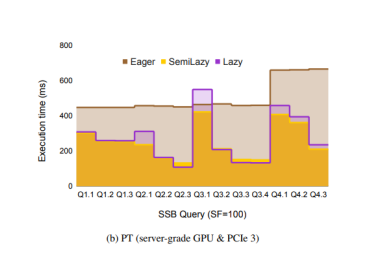 800
Eager SemiLazy Lazy
600
400
200
0
Execution time (ms)
Q1.1 Q1.2 Q1.3 Q2.1 Q2.2 Q2.3 Q3.1 Q3.2 Q3.3 Q3.4 Q4.1 Q4.2 Q4.3
SSB Query (SF=100)
(b) PT (server-grade GPU & PCIe 3)